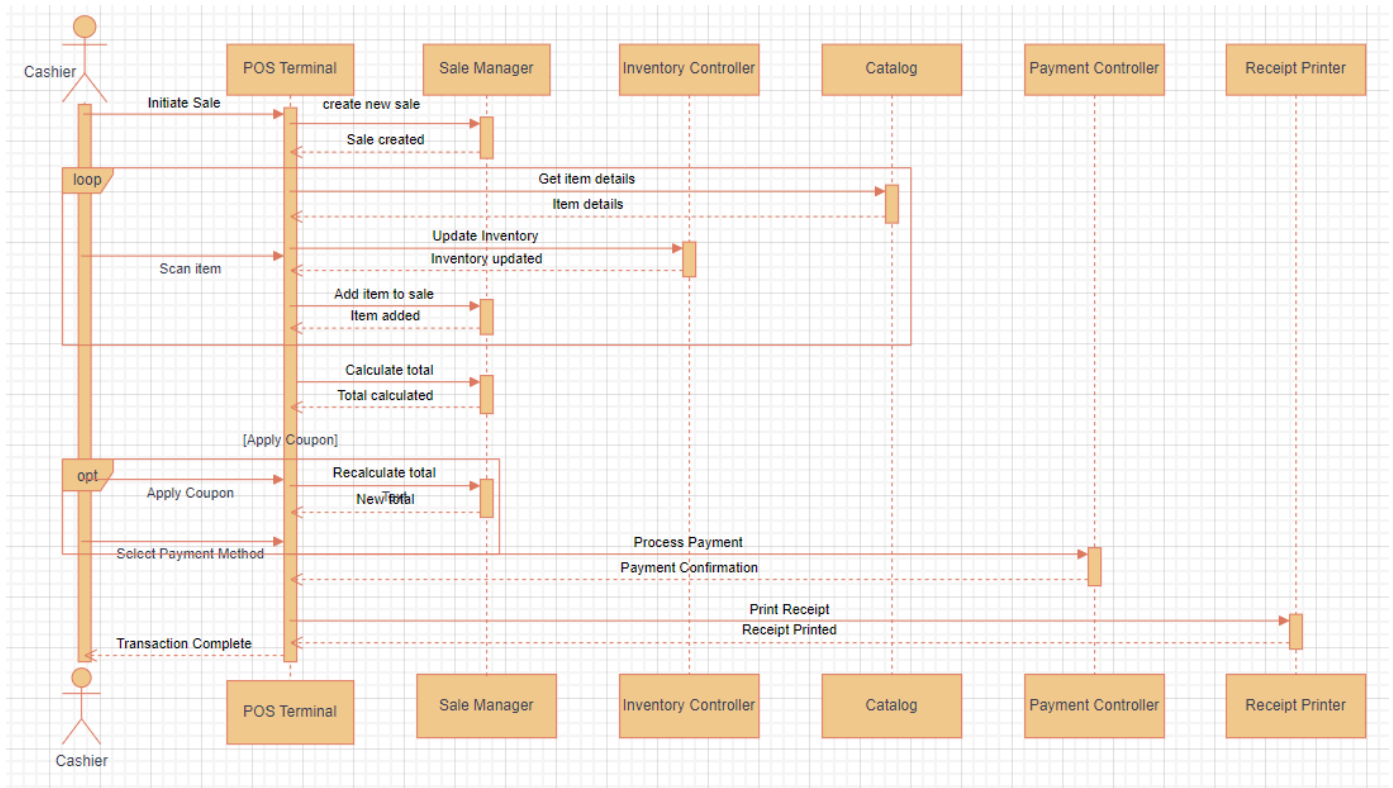 Cashier
POS Terminal
Sale Manager
Inventory Controller
Catalog
Payment Controller
Receipt Printer
Initiate Sale
create new sale
Sale created
loop
Get item details
Item details
Update Inventory
Inventory updated
Scan item
Add item to sale
Item added
Calculate total
Total calculated
[Apply Coupon]
opt
Recalculate total
Apply Coupon
Text
New total
Select Payment Method
Process Payment
Payment Confirmation
Print Receipt
Receipt Printed
Transaction Complete
POS Terminal
Sale Manager
Inventory Controller
Catalog
Payment Controller
Receipt Printer
Cashier